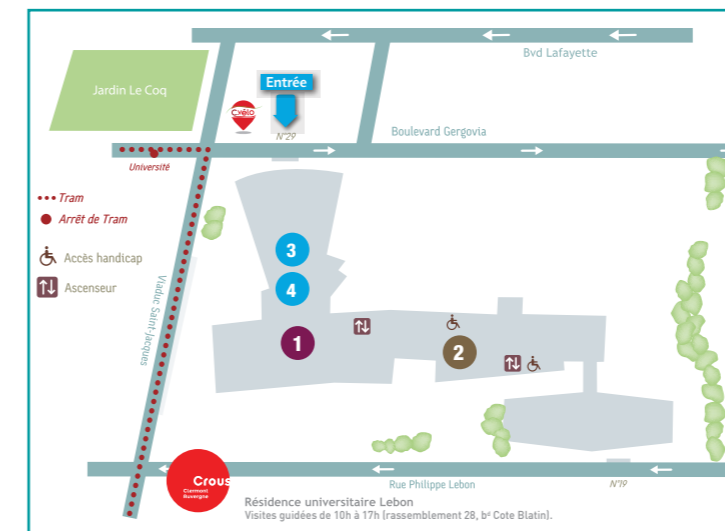 Bvd Lafayette
Jardin Le Coq
Entrée
C.vélo
N°29
Boulevard Gergovia
Université
Tram
Arrêt de Tram
Accès handicap
Ascenseur
Viaduc Saint-Jacques
3
4
1
2
Crous
Clermont
Auvergne
Rue Philippe Lebon
N°19
Résidence universitaire Lebon
Visites guidées de 10h à 17h (rassemblement 28, bd Cote Blatin).